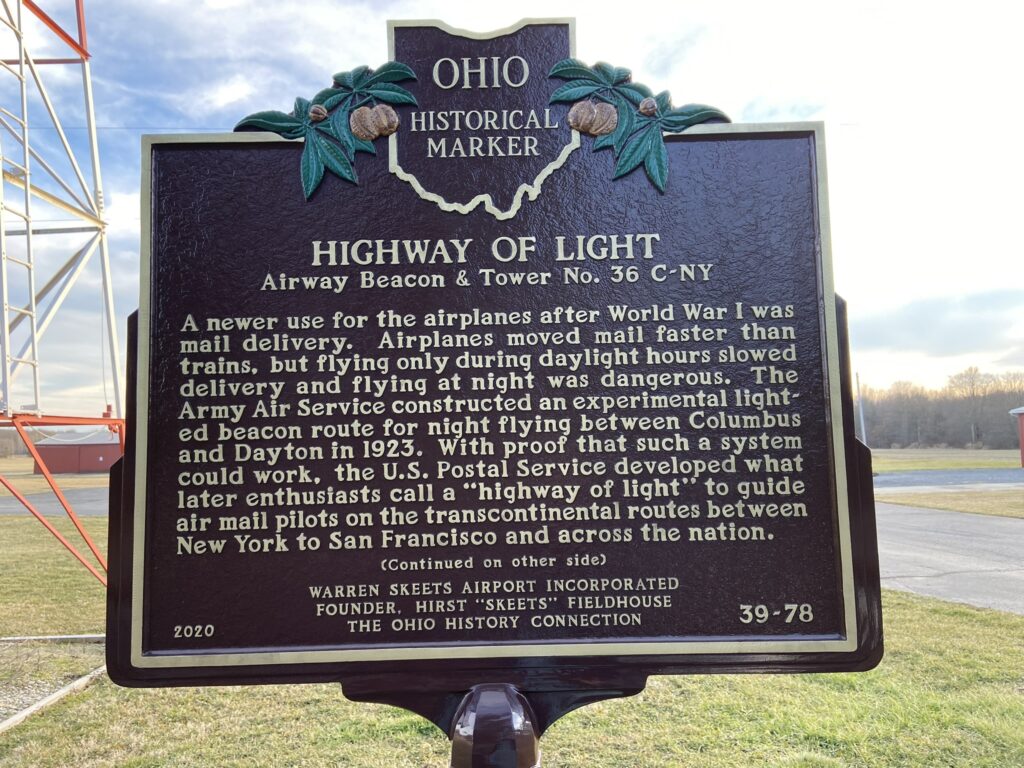 OHIO
HISTORICAL
MARKER
HIGHWAY OF LIGHT
Airway Beacon & Tower No. 36 C-NY
A newer use for the airplanes after World War I was
mail delivery. Airplanes moved mail faster than
trains, but flying only during daylight hours slowed
delivery and flying at night was dangerous. The
Army Air Service constructed an experimental light-
ed beacon route for night flying between Columbus
and Dayton in 1923. With proof that such a system
could work, the U.S. Postal Service developed what
later enthusiasts call a "highway of light" to guide
air mail pilots on the transcontinental routes between
New York to San Francisco and across the nation.
(Continued on other side)
WARREN SKEETS AIRPORT INCORPORATED
FOUNDER, HIRST "SKEETS" FIELDHOUSE
THE OHIO HISTORY CONNECTION
2020
39-78